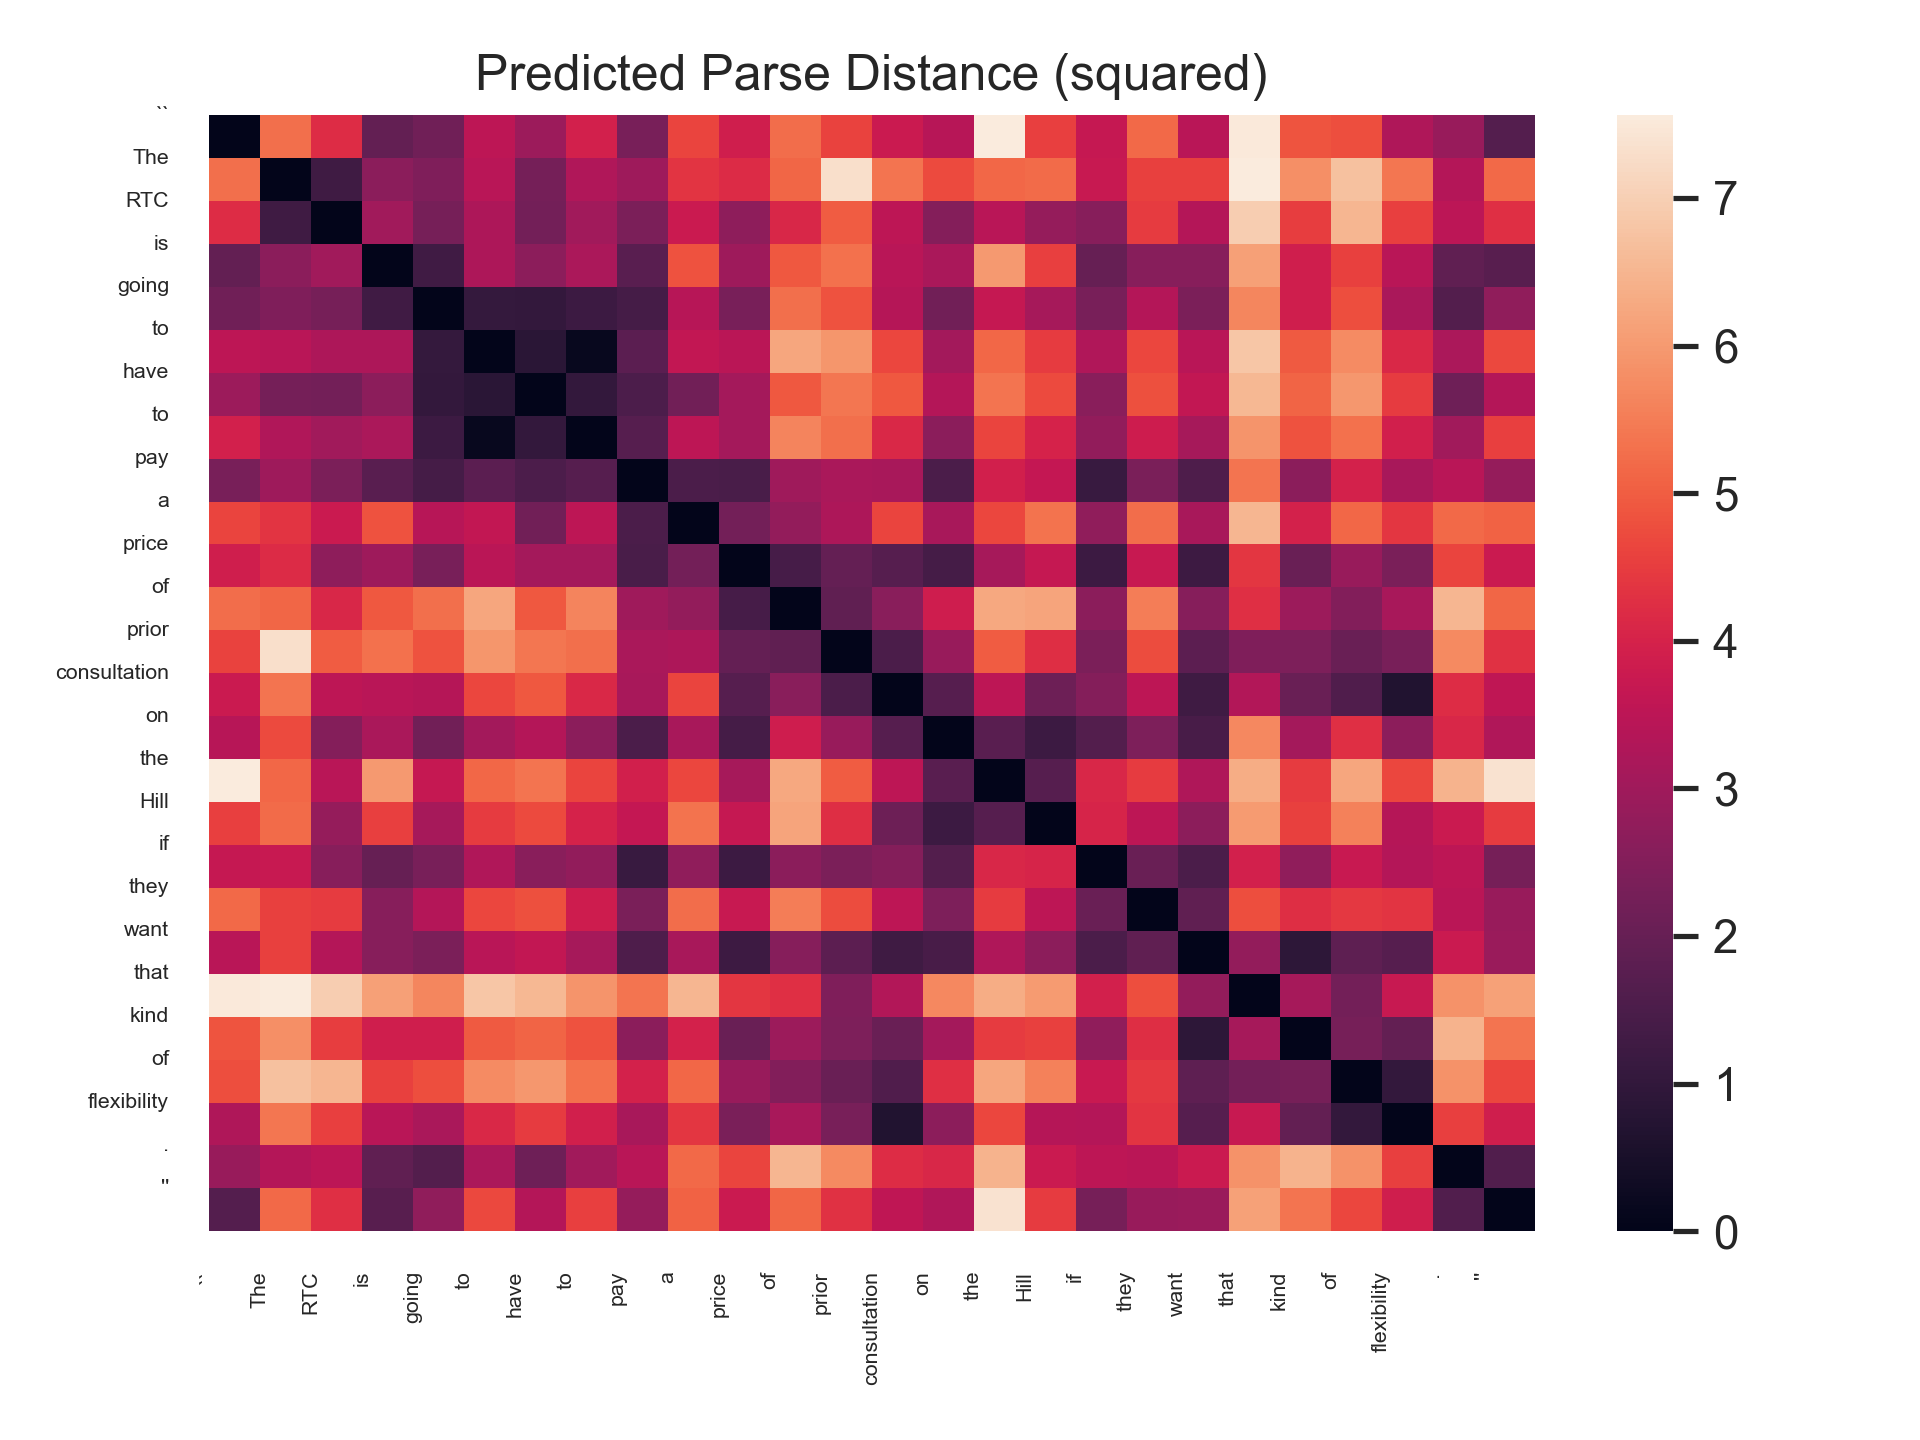 Predicted Parse Distance (squared)
``
The
RTC
is
going
to
have
to
pay
a
price
of
prior
consultation
on
the
Hill
if
they
want
that
kind
of
flexibility
.
''
7
6
5
4
3
2
1
0
``
The
RTC
is
going
to
have
to
pay
a
price
of
prior
consultation
on
the
Hill
if
they
want
that
kind
of
flexibility
.
''